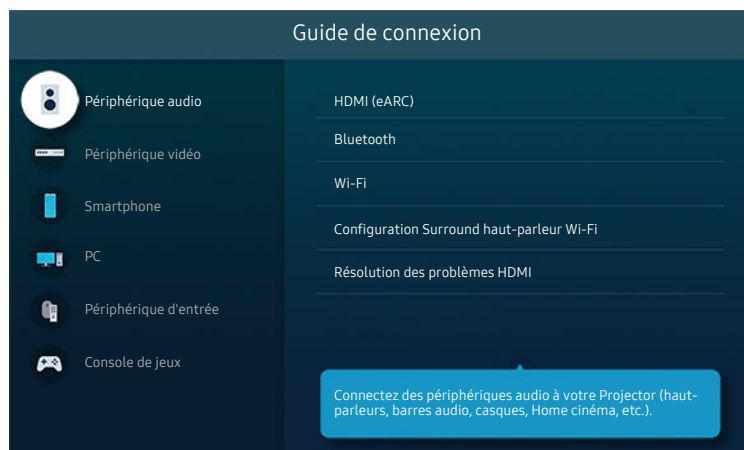 Guide de connexion
Périphérique audio
Périphérique vidéo
Smartphone
PC
Périphérique d'entrée
Console de jeux
HDMI (eARC)
Bluetooth
Wi-Fi
Configuration Surround haut-parleur Wi-Fi
Résolution des problèmes HDMI
Connectez des périphériques audio à votre Projector (haut-
parleurs, barres audio, casques, Home cinéma, etc.).